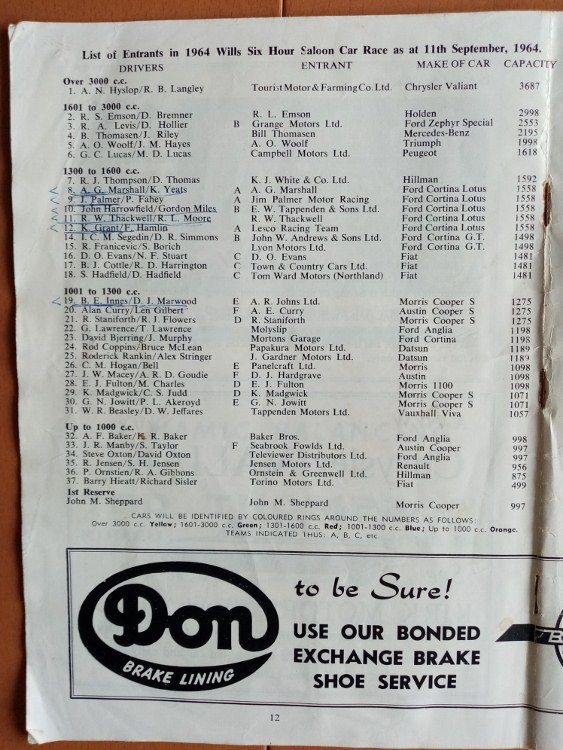 List of Entrants in 1964 Wills Six Hour Saloon Car Race as at 11th September, 1964.
DRIVERS ENTRANT MAKE OF CAR CAPACITY
Over 3000 c.c.
1. A. N. Hyslop/R. B. Langley Tourist Motor & Farming Co. Ltd. Chrysler Valiant 3687
1601 to 3000 c.c.
2. R. S. Emson/D. Bremner R. L. Emson Holden 2998
3. R. A. Levis/D. Hollier B Grange Motors Ltd. Ford Zephyr Special 2553
4. B. Thomasen/J. Riley Bill Thomasen Mercedes-Benz 2195
5. A. O. Woolf/J. M. Hayes A. O. Woolf Triumph 1998
6. G. C. Lucas/M. D. Lucas Campbell Motors Ltd. Peugeot 1618
1300 to 1600 c.c.
7. R. J. Thompson/D. Thomas K. J. White & Co. Ltd. Hillman 1592
8. A. G. Marshall/K. Yeats A A. G. Marshall Ford Cortina Lotus 1558
9. J. Palmer/P. Fahey A Jim Palmer Motor Racing Ford Cortina Lotus 1558
10. John Harrowfield/Gordon Miles B E. W. Tappenden & Sons Ltd. Ford Cortina Lotus 1558
11. R. W. Thackwell/R. L. Moore R. W. Thackwell Ford Cortina Lotus 1558
12. K. Grant/F. Hamlin A Lesco Racing Team Ford Cortina Lotus 1558
14. I. C. M. Segedin/D. R. Simmons B John W. Andrews & Sons Ltd. Ford Cortina G.T. 1498
15. R. Franicevic/S. Borich Lyon Motors Ltd. Ford Cortina G.T. 1498
16. D. O. Evans/N. F. Stuart C D. O. Evans Fiat 1481
17. B. J. Cottle/R. D. Harrington C Town & Country Cars Ltd. Fiat 1481
18. S. Hadfield/D. Hadfield C Tom Ward Motors (Northland) Fiat 1481
1001 to 1300 c.c.
19. B. E. Innes/D. J. Marwood E A. R. Johns Ltd. Morris Cooper S 1275
20. Alan Curry/Len Gilbert F A. E. Curry Austin Cooper S 1275
21. R. Staniforth/R. J. Flowers D R. Staniforth Morris Cooper S 1275
22. G. Lawrence/T. Lawrence Molyslip Ford Anglia 1198
23. David Bjerring/J. Murphy Mortons Garage Ford Cortina 1198
24. Rod Coppins/Bruce McLean Papakura Motors Ltd. Datsun 1189
25. Roderick Rankin/Alex Stringer J. Gardner Motors Ltd. Datsun 1189
26. C. M. Hogan/Bell E Panelcraft Ltd. Morris 1098
27. J. W. Macey/A. R. D. Goudie F D. J. Hardgrave Austin 1098
28. E. J. Fulton/M. Charles D E. J. Fulton Morris 1100 1098
29. K. Madgwick/C. S. Judd D K. Madgwick Morris Cooper S 1071
30. G. N. Jowitt/P. L. Akeroyd E G. N. Jowitt Morris Cooper S 1071
31. W. R. Beasley/D. W. Jeffares Tappenden Motors Ltd. Vauxhall Viva 1057
Up to 1000 c.c.
32. A. F. Baker/K. R. Baker Baker Bros. Ford Anglia 998
33. J. R. Manby/S. Taylor F Seabrook Fowlds Ltd. Austin Cooper 997
34. Steve Oxton/David Oxton Televiewer Distributors Ltd. Ford Anglia 997
35. R. Jensen/S. H. Jensen Jensen Motors Ltd. Renault 956
36. P. Ornstien/R. A. Gibbons Ornstein & Greenwell Ltd. Hillman 875
37. Barry Hieatt/Richard Sisler Torino Motors Ltd. Fiat 499
1st Reserve
John M. Sheppard John M. Sheppard Morris Cooper 997
CARS WILL BE IDENTIFIED BY COLOURED RINGS AROUND THE NUMBERS AS FOLLOWS:
Over 3000 c.c. Yellow; 1601-3000 c.c. Green; 1301-1600 c.c. Red; 1001-1300 c.c. Blue; Up to 1000 c.c. Orange.
TEAMS INDICATED THUS: A, B, C, etc
Don
BRAKE LINING
to be Sure!
USE OUR BONDED
EXCHANGE BRAKE
SHOE SERVICE
12